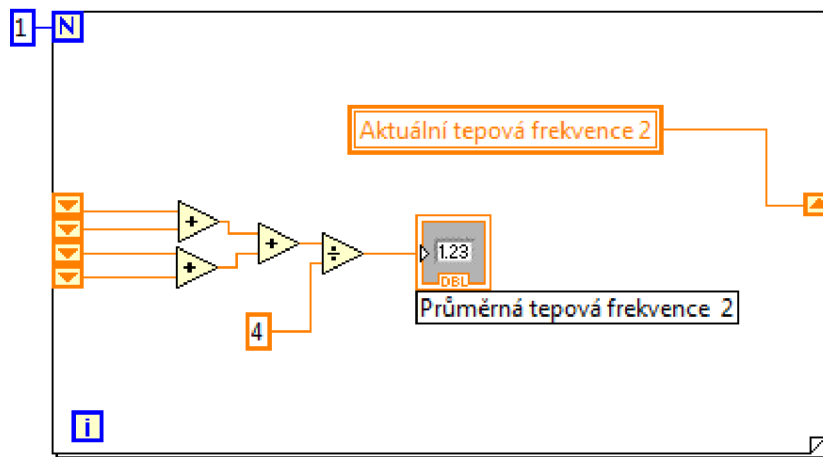 1
N
Aktuální tepová frekvence 2
+
+
+
÷
1.23
DBL
Průměrná tepová frekvence 2
4
i